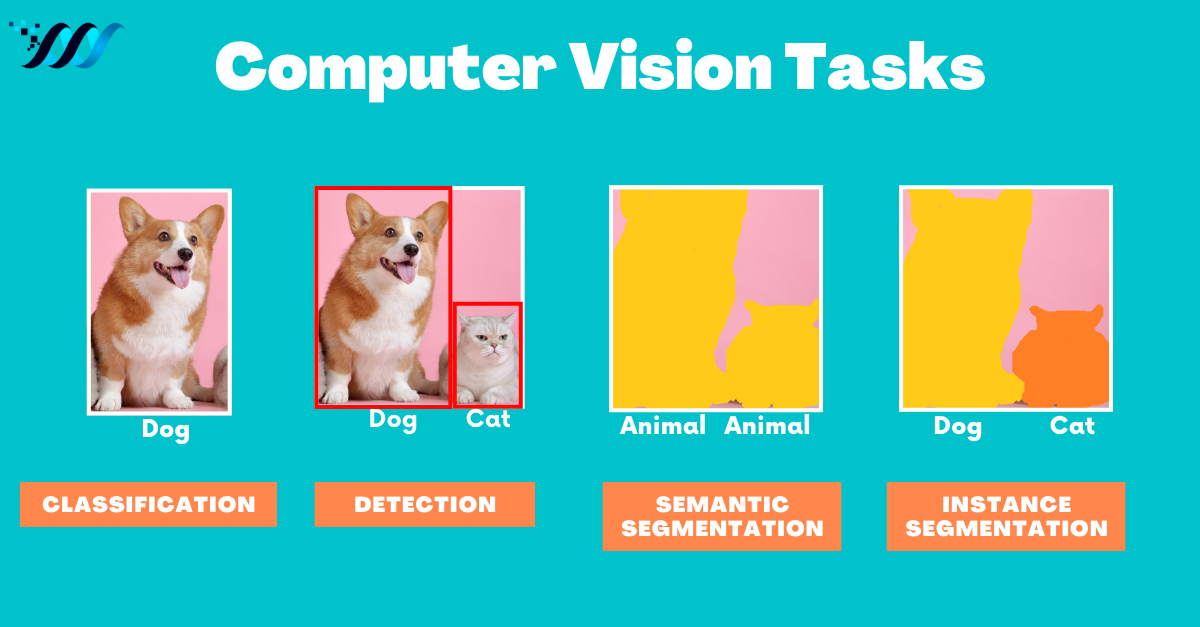 Computer Vision Tasks
Dog
Dog Cat
Animal Animal
Dog Cat
CLASSIFICATION
DETECTION
SEMANTIC
SEGMENTATION
INSTANCE
SEGMENTATION